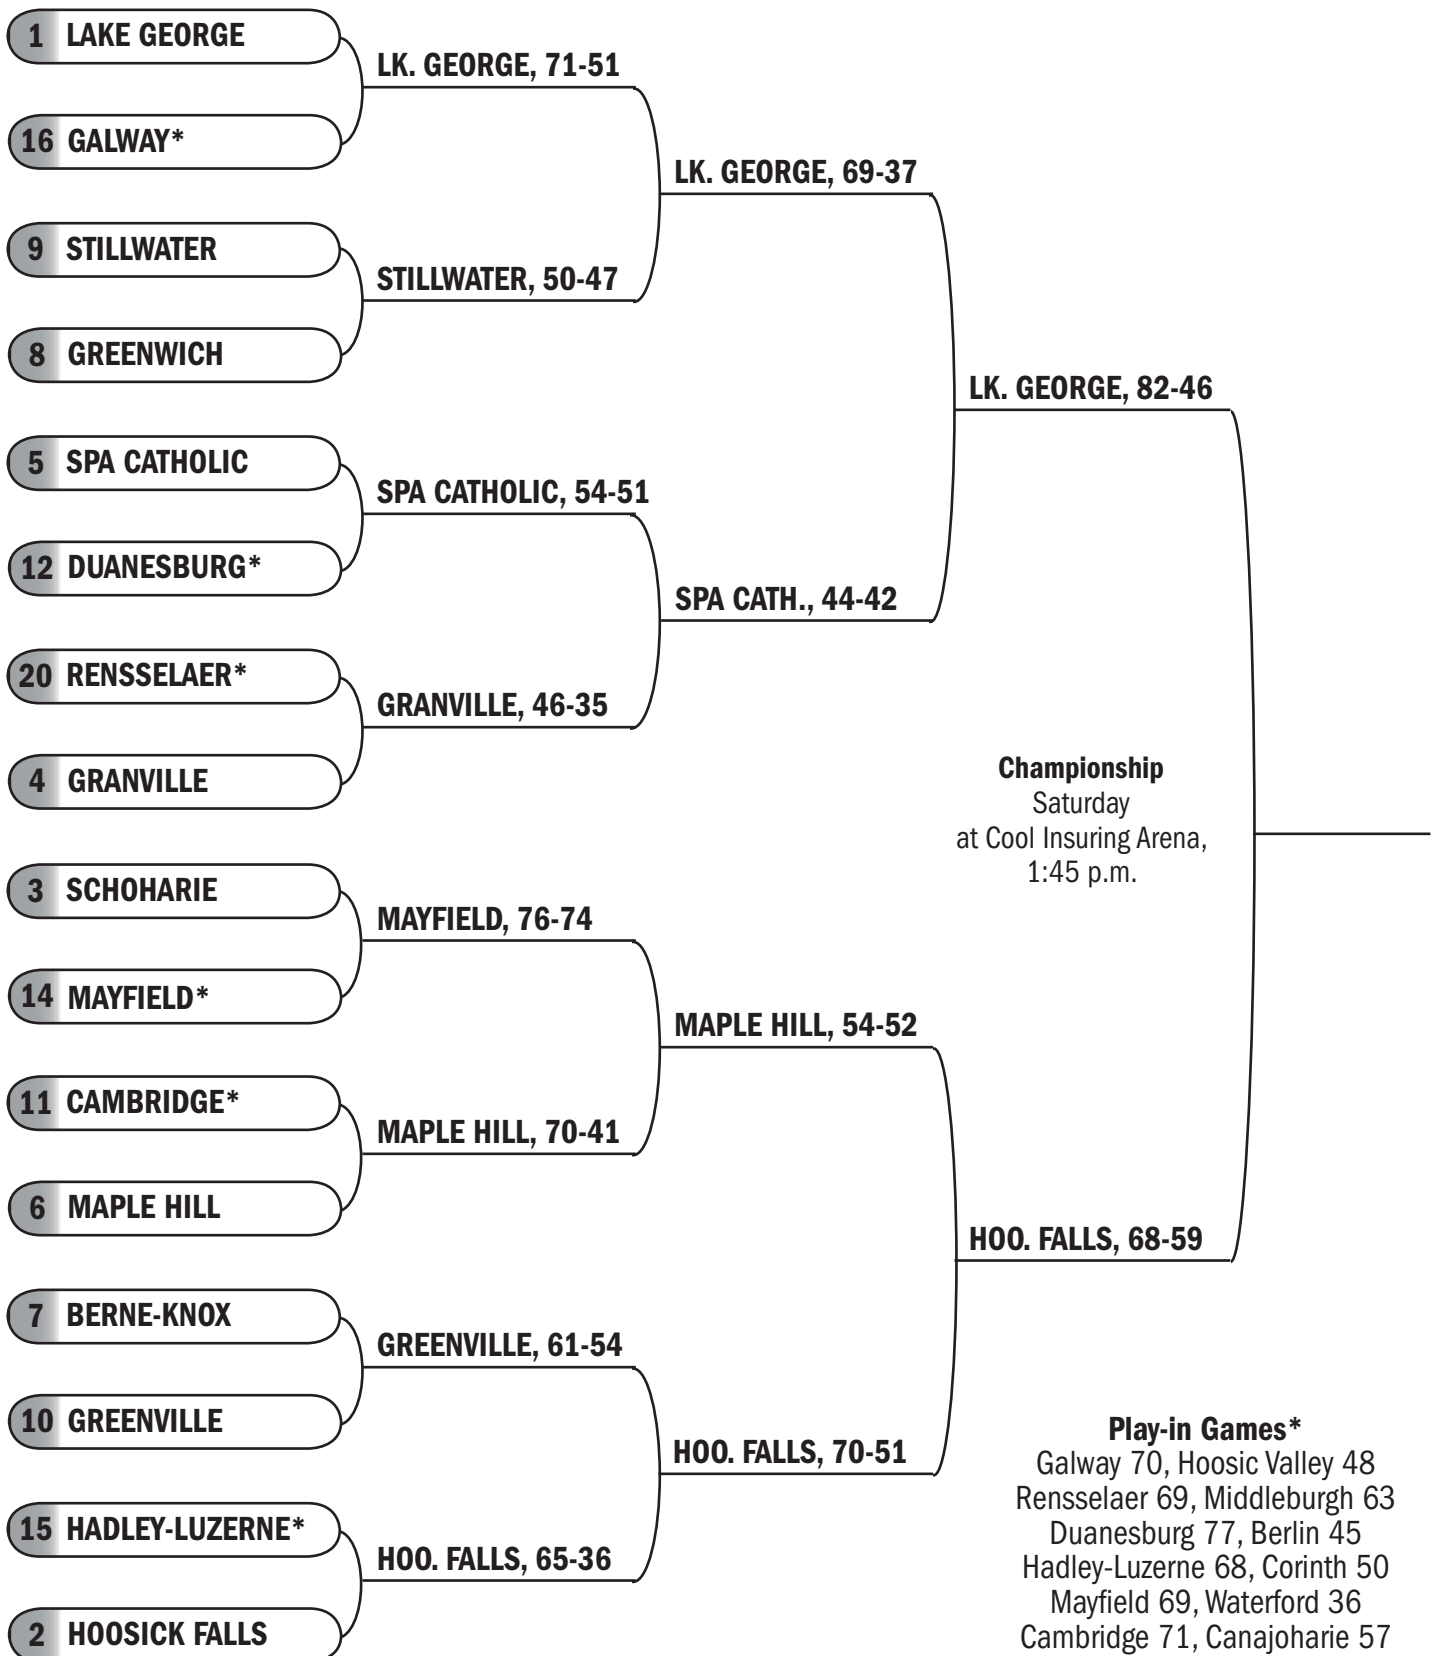 1 LAKE GEORGE
16 GALWAY*
9 STILLWATER
8 GREENWICH
5 SPA CATHOLIC
12 DUANESBURG*
20 RENSSELAER*
4 GRANVILLE
3 SCHOHARIE
14 MAYFIELD*
11 CAMBRIDGE*
6 MAPLE HILL
7 BERNE-KNOX
10 GREENVILLE
15 HADLEY-LUZERNE*
2 HOOSICK FALLS
LK. GEORGE, 71-51
STILLWATER, 50-47
SPA CATHOLIC, 54-51
GRANVILLE, 46-35
MAYFIELD, 76-74
MAPLE HILL, 70-41
GREENVILLE, 61-54
HOO. FALLS, 65-36
LK. GEORGE, 69-37
SPA CATH., 44-42
MAPLE HILL, 54-52
HOO. FALLS, 70-51
LK. GEORGE, 82-46
HOO. FALLS, 68-59
Championship
Saturday
at Cool Insuring Arena,
1:45 p.m.
Play-in Games*
Galway 70, Hoosic Valley 48
Rensselaer 69, Middleburgh 63
Duanesburg 77, Berlin 45
Hadley-Luzerne 68, Corinth 50
Mayfield 69, Waterford 36
Cambridge 71, Canajoharie 57